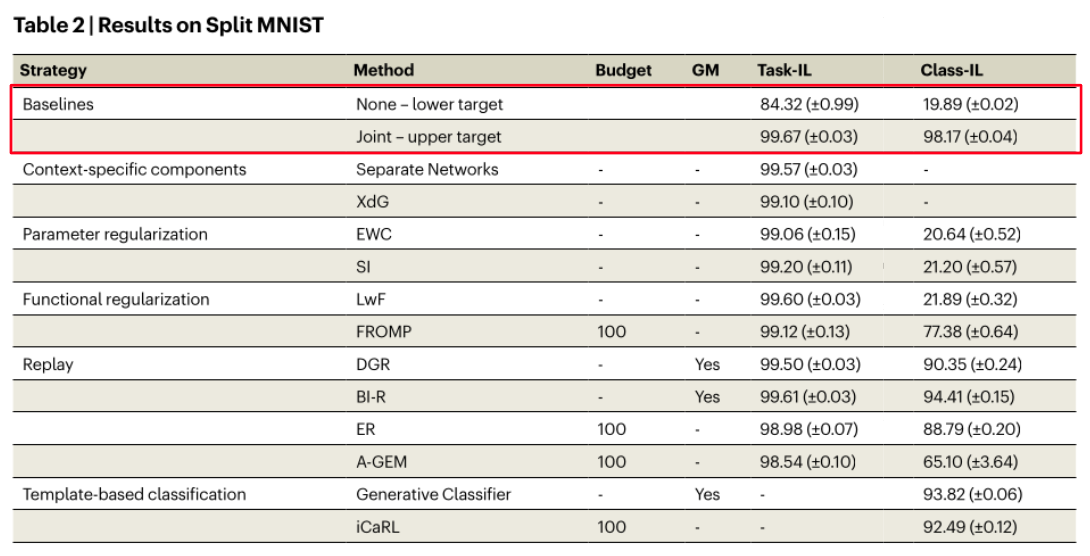 Table 2 | Results on Split MNIST
Strategy Method Budget GM Task-IL Class-IL
Baselines None – lower target 84.32 (±0.99) 19.89 (±0.02)
Joint – upper target 99.67 (±0.03) 98.17 (±0.04)
Context-specific components Separate Networks - - 99.57 (±0.03) -
XdG - - 99.10 (±0.10) -
Parameter regularization EWC - - 99.06 (±0.15) 20.64 (±0.52)
SI - - 99.20 (±0.11) 21.20 (±0.57)
Functional regularization LwF - - 99.60 (±0.03) 21.89 (±0.32)
FROMP 100 - 99.12 (±0.13) 77.38 (±0.64)
Replay DGR - Yes 99.50 (±0.03) 90.35 (±0.24)
BI-R - Yes 99.61 (±0.03) 94.41 (±0.15)
ER 100 - 98.98 (±0.07) 88.79 (±0.20)
A-GEM 100 - 98.54 (±0.10) 65.10 (±3.64)
Template-based classification Generative Classifier - Yes - 93.82 (±0.06)
iCaRL 100 - - 92.49 (±0.12)